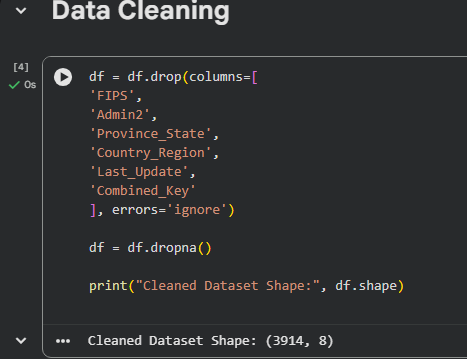 Data Cleaning
[4]
0s
df = df.drop(columns=[
'FIPS',
'Admin2',
'Province_State',
'Country_Region',
'Last_Update',
'Combined_Key'
], errors='ignore')
df = df.dropna()
print("Cleaned Dataset Shape:", df.shape)
Cleaned Dataset Shape: (3914, 8)